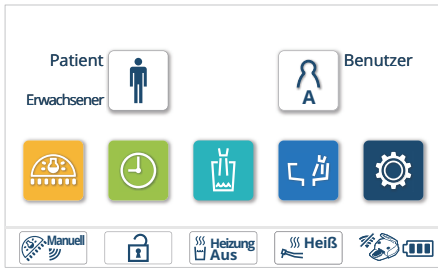 Patient
Benutzer
Erwachsener
A
Manuell
Heizung
Aus
Heiß